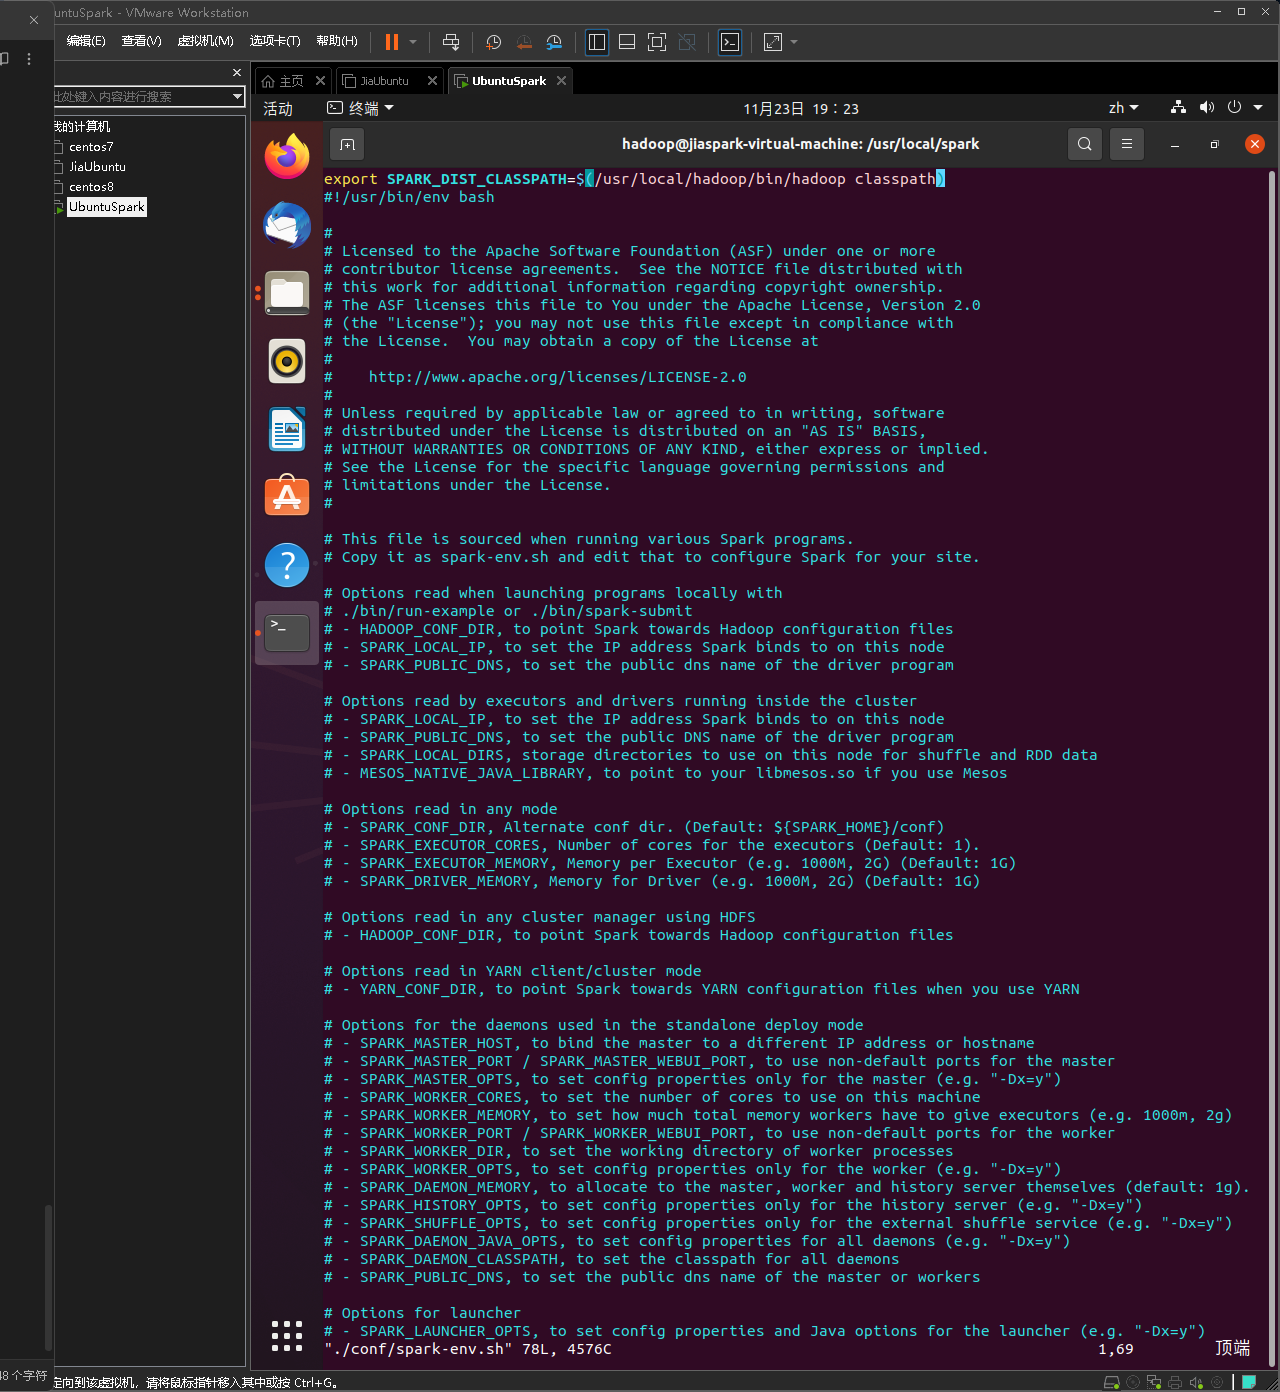 ubuntuSpark - VMware Workstation
编辑(E) 查看(V) 虚拟机(M) 选项卡(T) 帮助(H)
此处键入内容进行搜索
我的计算机
centos7
JiaUbuntu
centos8
UbuntuSpark
主页 JiaUbuntu UbuntuSpark
活动 终端 11月23日 19：23 zh
hadoop@jiaspark-virtual-machine: /usr/local/spark
export SPARK_DIST_CLASSPATH=$(/usr/local/hadoop/bin/hadoop classpath)
#!/usr/bin/env bash
#
# Licensed to the Apache Software Foundation (ASF) under one or more
# contributor license agreements.  See the NOTICE file distributed with
# this work for additional information regarding copyright ownership.
# The ASF licenses this file to You under the Apache License, Version 2.0
# (the "License"); you may not use this file except in compliance with
# the License.  You may obtain a copy of the License at
#
#    http://www.apache.org/licenses/LICENSE-2.0
#
# Unless required by applicable law or agreed to in writing, software
# distributed under the License is distributed on an "AS IS" BASIS,
# WITHOUT WARRANTIES OR CONDITIONS OF ANY KIND, either express or implied.
# See the License for the specific language governing permissions and
# limitations under the License.
#
# This file is sourced when running various Spark programs.
# Copy it as spark-env.sh and edit that to configure Spark for your site.
# Options read when launching programs locally with
# ./bin/run-example or ./bin/spark-submit
# - HADOOP_CONF_DIR, to point Spark towards Hadoop configuration files
# - SPARK_LOCAL_IP, to set the IP address Spark binds to on this node
# - SPARK_PUBLIC_DNS, to set the public dns name of the driver program
# Options read by executors and drivers running inside the cluster
# - SPARK_LOCAL_IP, to set the IP address Spark binds to on this node
# - SPARK_PUBLIC_DNS, to set the public DNS name of the driver program
# - SPARK_LOCAL_DIRS, storage directories to use on this node for shuffle and RDD data
# - MESOS_NATIVE_JAVA_LIBRARY, to point to your libmesos.so if you use Mesos
# Options read in any mode
# - SPARK_CONF_DIR, Alternate conf dir. (Default: ${SPARK_HOME}/conf)
# - SPARK_EXECUTOR_CORES, Number of cores for the executors (Default: 1).
# - SPARK_EXECUTOR_MEMORY, Memory per Executor (e.g. 1000M, 2G) (Default: 1G)
# - SPARK_DRIVER_MEMORY, Memory for Driver (e.g. 1000M, 2G) (Default: 1G)
# Options read in any cluster manager using HDFS
# - HADOOP_CONF_DIR, to point Spark towards Hadoop configuration files
# Options read in YARN client/cluster mode
# - YARN_CONF_DIR, to point Spark towards YARN configuration files when you use YARN
# Options for the daemons used in the standalone deploy mode
# - SPARK_MASTER_HOST, to bind the master to a different IP address or hostname
# - SPARK_MASTER_PORT / SPARK_MASTER_WEBUI_PORT, to use non-default ports for the master
# - SPARK_MASTER_OPTS, to set config properties only for the master (e.g. "-Dx=y")
# - SPARK_WORKER_CORES, to set the number of cores to use on this machine
# - SPARK_WORKER_MEMORY, to set how much total memory workers have to give executors (e.g. 1000m, 2g)
# - SPARK_WORKER_PORT / SPARK_WORKER_WEBUI_PORT, to use non-default ports for the worker
# - SPARK_WORKER_DIR, to set the working directory of worker processes
# - SPARK_WORKER_OPTS, to set config properties only for the worker (e.g. "-Dx=y")
# - SPARK_DAEMON_MEMORY, to allocate to the master, worker and history server themselves (default: 1g).
# - SPARK_HISTORY_OPTS, to set config properties only for the history server (e.g. "-Dx=y")
# - SPARK_SHUFFLE_OPTS, to set config properties only for the external shuffle service (e.g. "-Dx=y")
# - SPARK_DAEMON_JAVA_OPTS, to set config properties for all daemons (e.g. "-Dx=y")
# - SPARK_DAEMON_CLASSPATH, to set the classpath for all daemons
# - SPARK_PUBLIC_DNS, to set the public dns name of the master or workers
# Options for launcher
# - SPARK_LAUNCHER_OPTS, to set config properties and Java options for the launcher (e.g. "-Dx=y")
"./conf/spark-env.sh" 78L, 4576C 1,69 顶端
48 个字符
定向到该虚拟机，请将鼠标指针移入其中或按 Ctrl+G。